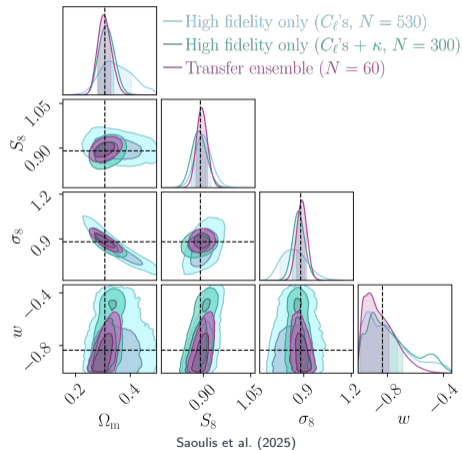 High fidelity only (Cℓ's, N = 530)
High fidelity only (Cℓ's + κ, N = 300)
Transfer ensemble (N = 60)
1.05
0.90
S₈
1.2
0.9
σ₈
−0.4
−0.8
w
0.2 0.4 0.90 1.05 0.9 1.2 −0.8 −0.4
Ωm S₈ σ₈ w
Saoulis et al. (2025)